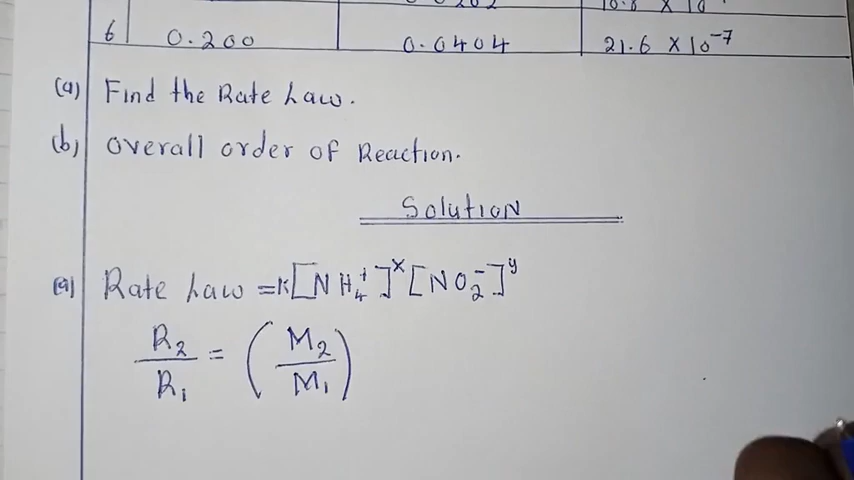 6 0.200 0.0404 21.6 × 10⁻⁷
(a) Find the Rate Law.
(b) Overall order of Reaction.
Solution
(a) Rate Law = K[NH₄⁺]ˣ[NO₂⁻]ʸ
R₂/R₁ = (M₂/M₁)